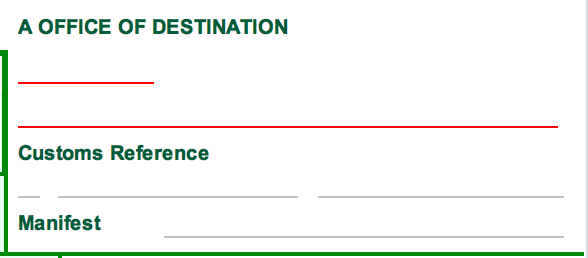 A OFFICE OF DESTINATION
Customs Reference
Manifest